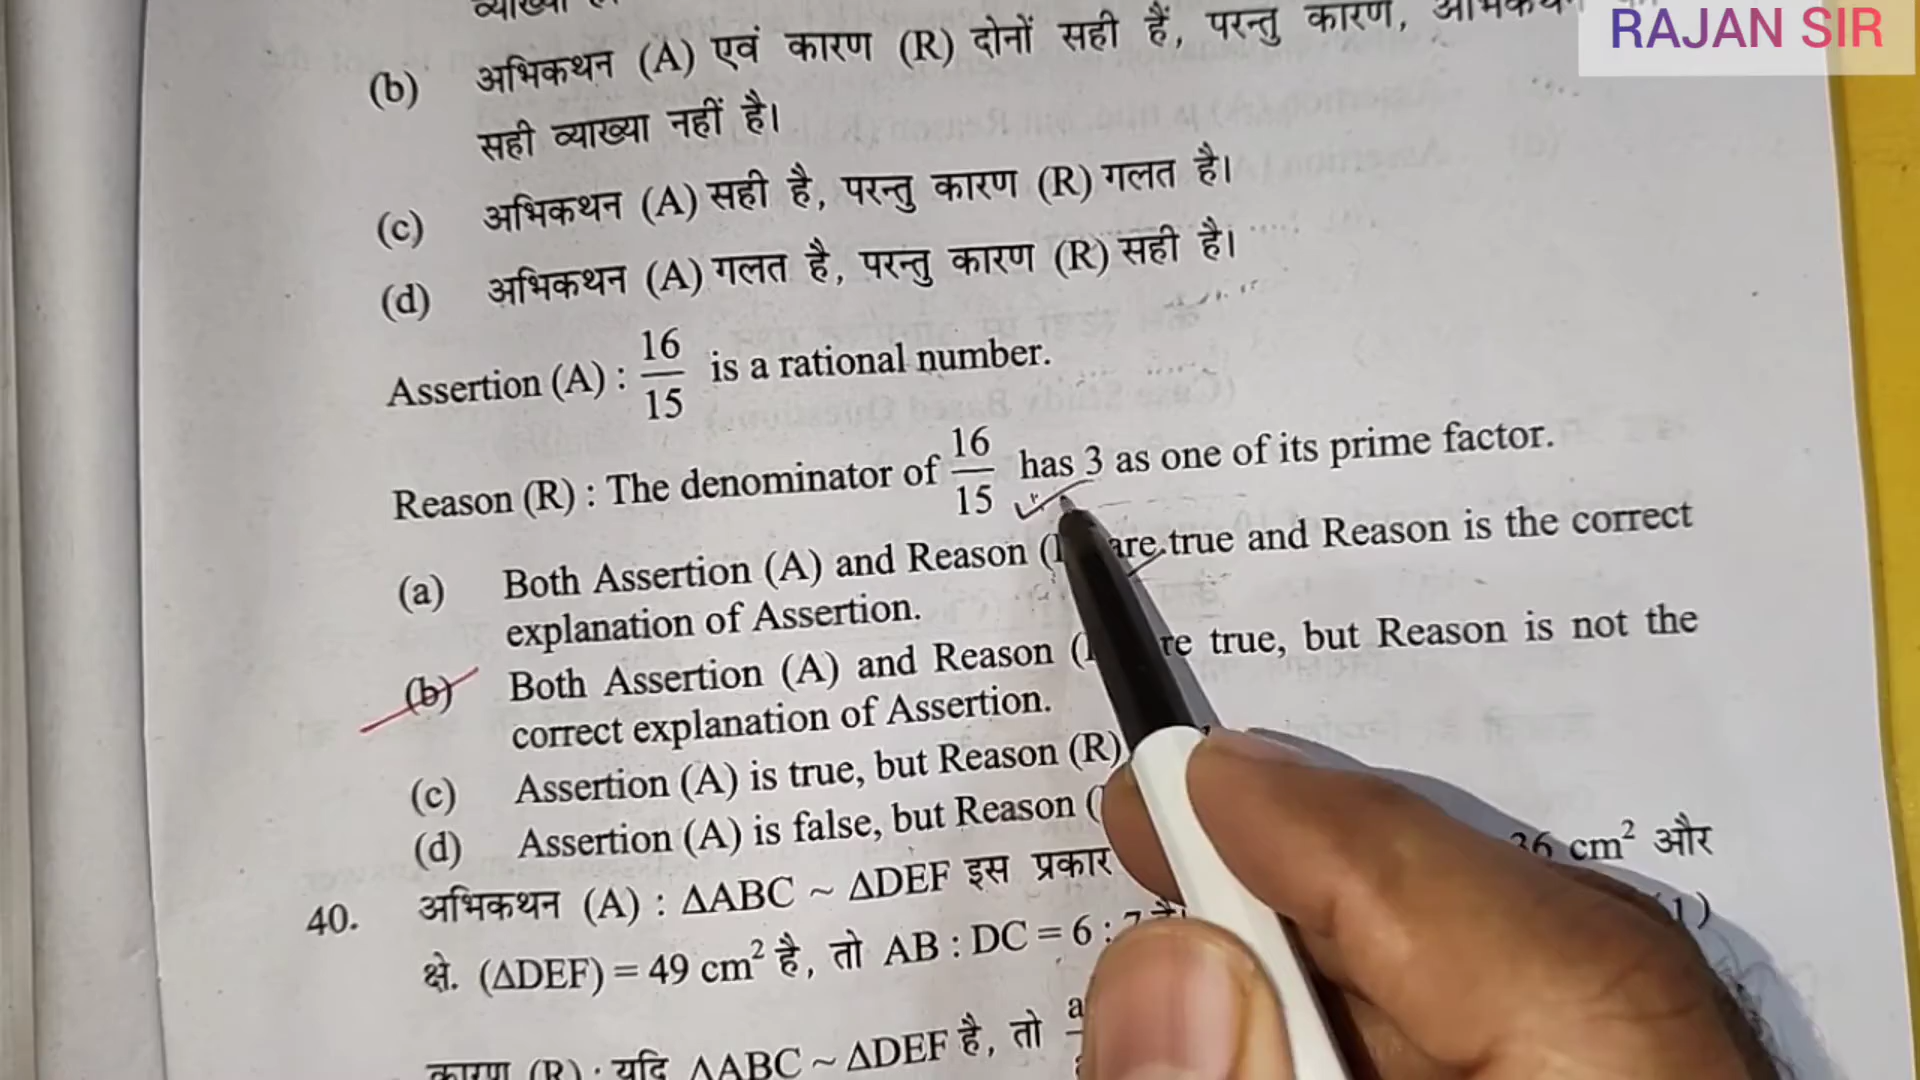 RAJAN SIR
(b) अभिकथन (A) एवं कारण (R) दोनों सही हैं, परन्तु कारण,
सही व्याख्या नहीं है।
(c) अभिकथन (A) सही है, परन्तु कारण (R) गलत है।
(d) अभिकथन (A) गलत है, परन्तु कारण (R) सही है।
Assertion (A) : 16/15 is a rational number.
Reason (R) : The denominator of 16/15 has 3 as one of its prime factor.
(a) Both Assertion (A) and Reason are true and Reason is the correct
explanation of Assertion.
(b) Both Assertion (A) and Reason true, but Reason is not the
correct explanation of Assertion.
(c) Assertion (A) is true, but Reason (R)
(d) Assertion (A) is false, but Reason
40. अभिकथन (A) : ΔABC ~ ΔDEF इस प्रकार 36 cm² और
क्षे. (ΔDEF) = 49 cm² है, तो AB : DC = 6 : 7 है।
कारण (R) : यदि ΔABC ~ ΔDEF है, तो